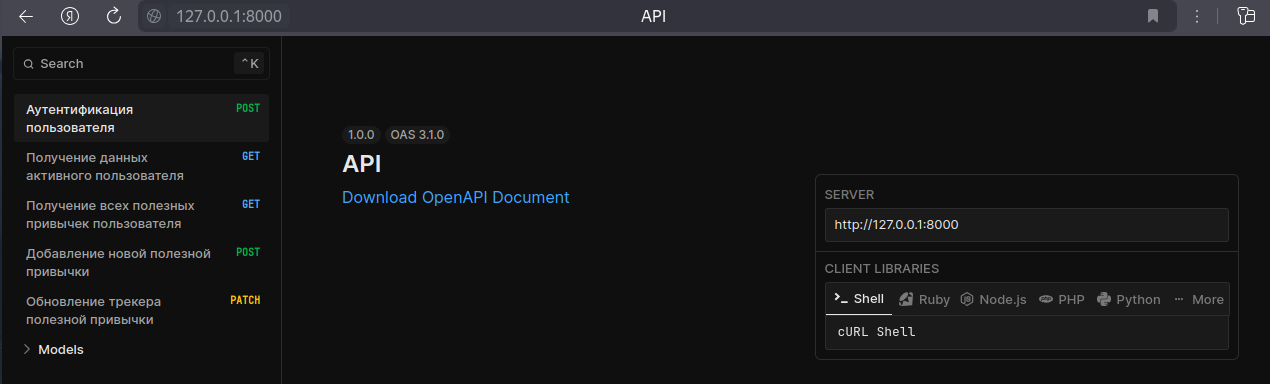 127.0.0.1:8000
API
Search
^K
Аутентификация
пользователя
POST
Получение данных
активного пользователя
GET
Получение всех полезных
привычек пользователя
GET
Добавление новой полезной
привычки
POST
Обновление трекера
полезной привычки
PATCH
Models
1.0.0
OAS 3.1.0
API
Download OpenAPI Document
SERVER
http://127.0.0.1:8000
CLIENT LIBRARIES
Shell
Ruby
Node.js
PHP
Python
More
cURL Shell